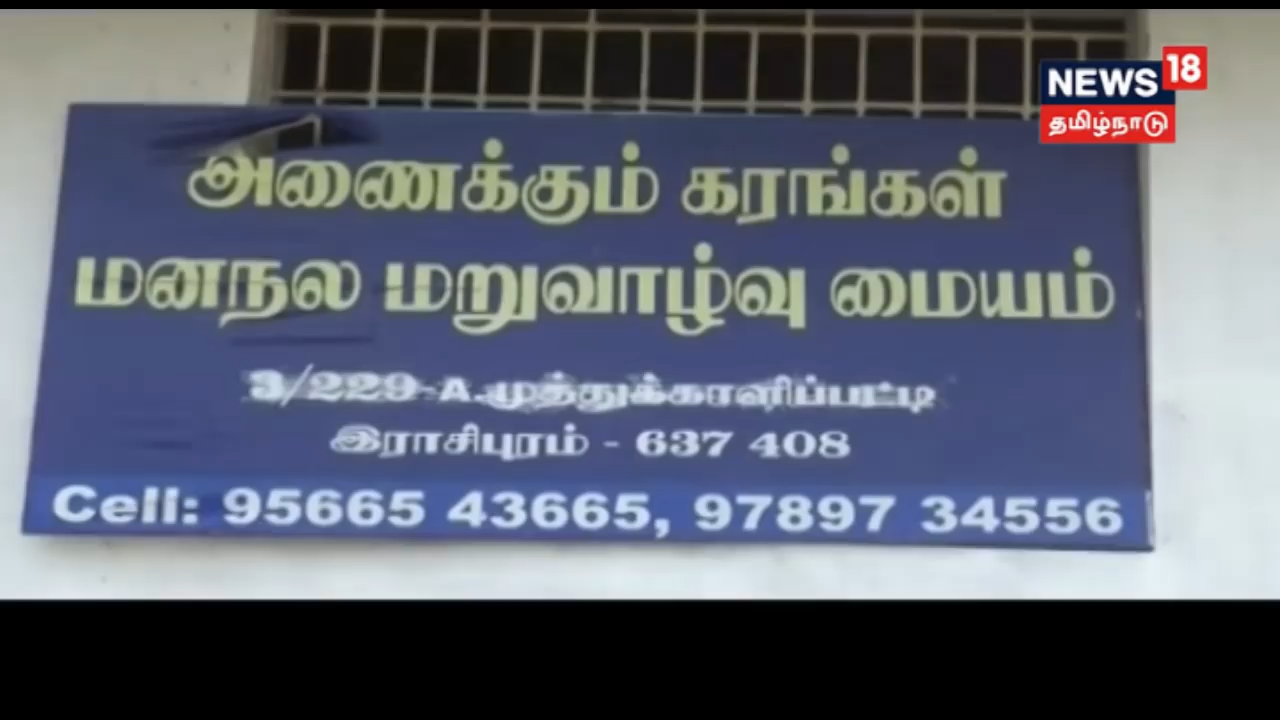 NEWS 18
தமிழ்நாடு
அணைக்கும் கரங்கள்
மனநல மறுவாழ்வு மையம்
3/229-A.முத்துக்காளிப்பட்டி
இராசிபுரம் - 637 408
Cell: 95665 43665, 97897 34556